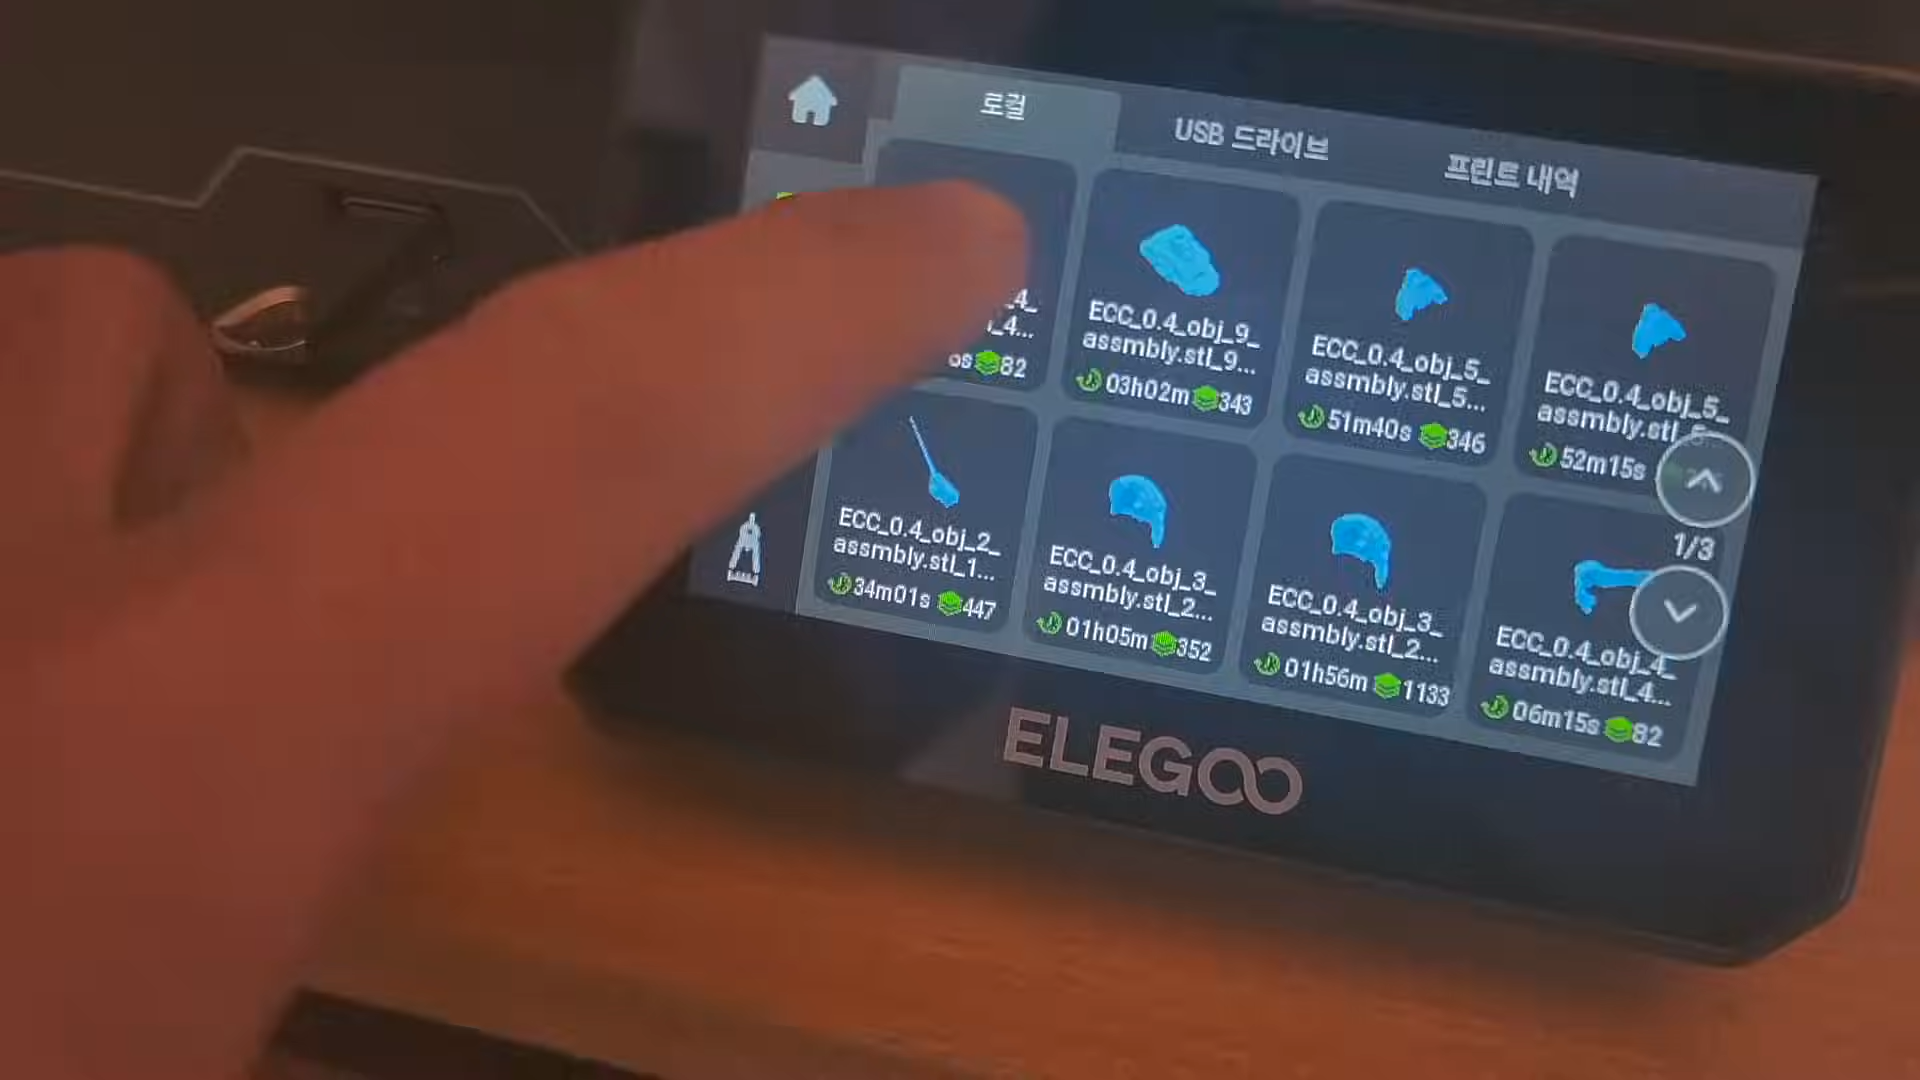 로컬
USB 드라이브
프린트 내역
82
ECC_0.4_obj_9_
assmbly.stl_9...
03h02m 343
ECC_0.4_obj_5_
assmbly.stl_5...
51m40s 346
ECC_0.4_obj_5_
assmbly.stl_5...
52m15s
ECC_0.4_obj_2_
assmbly.stl_1...
34m01s 447
ECC_0.4_obj_3_
assmbly.stl_2...
01h05m 352
ECC_0.4_obj_3_
assmbly.stl_2...
01h56m 1133
ECC_0.4_obj_4_
assmbly.stl_4...
06m15s 82
1/3
ELEGOO